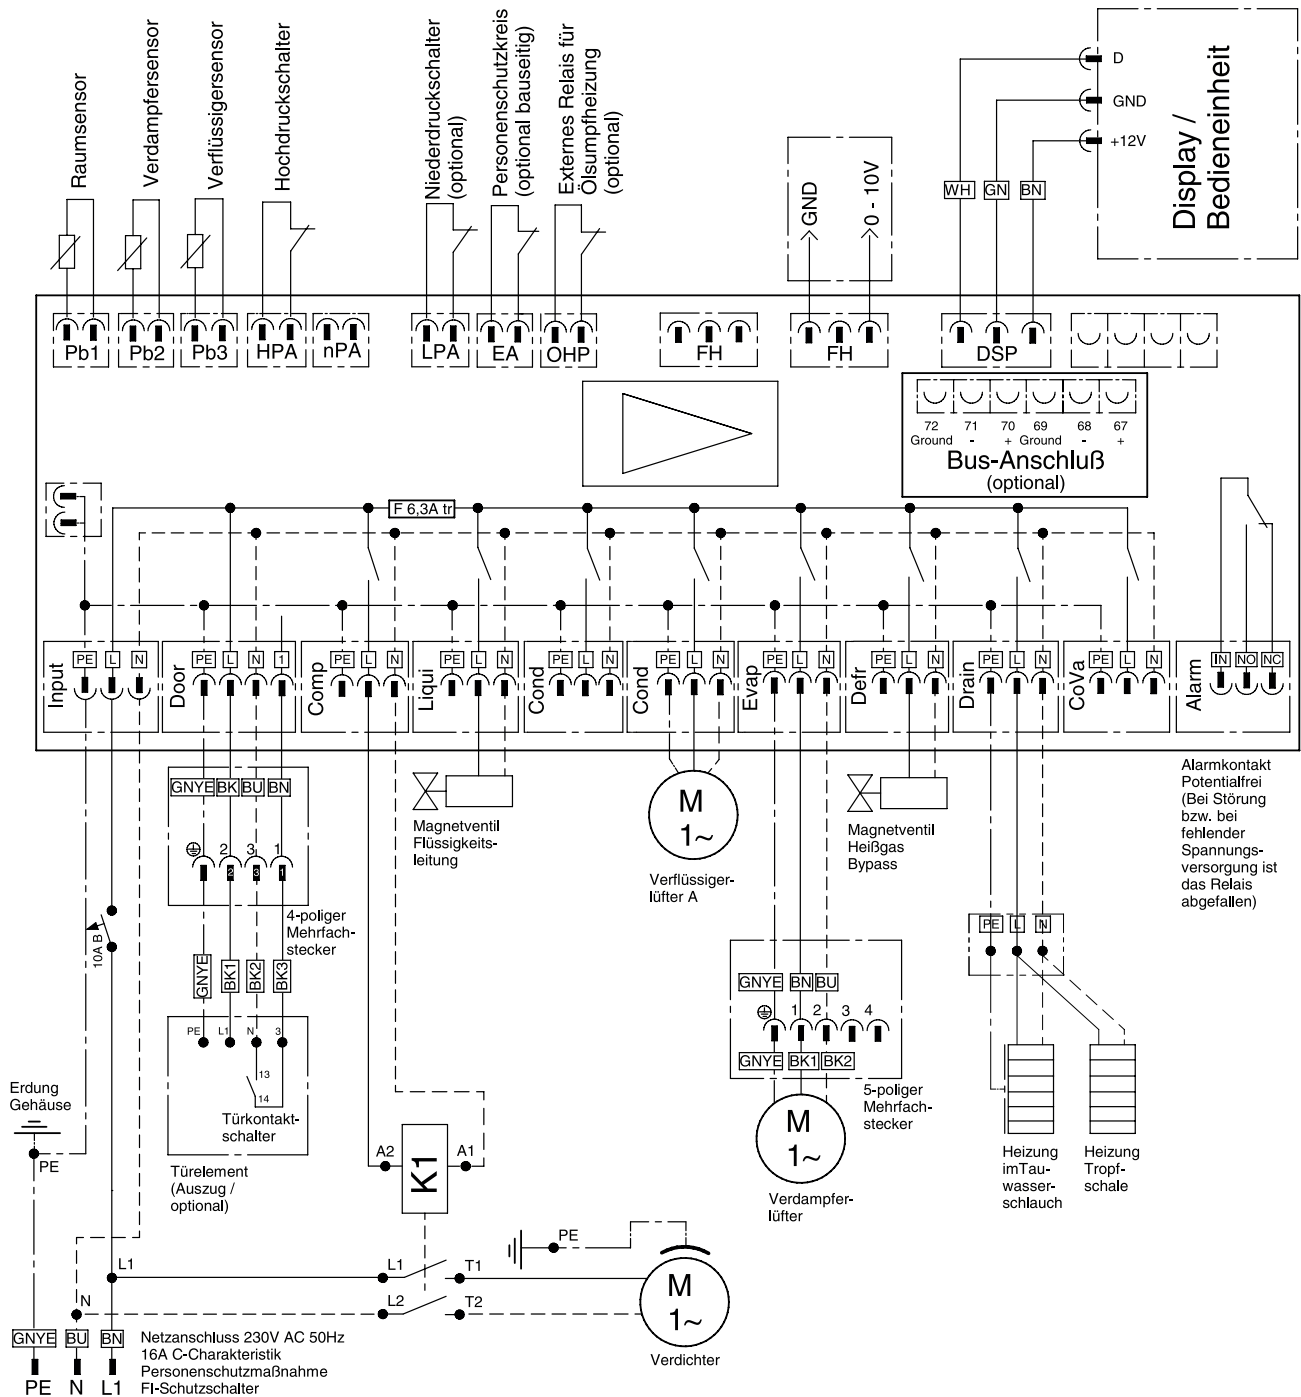 Raumsensor
Verdampfersensor
Verflüssigersensor
Hochdruckschalter
Niederdruckschalter
(optional)
Personenschutzkreis
(optional bauseitig)
Externes Relais für
Ölsumpfheizung
(optional)
GND
0 - 10V
WH
GN
BN
D
GND
+12V
Display /
Bedieneinheit
Pb1
Pb2
Pb3
HPA
nPA
LPA
EA
OHP
FH
FH
DSP
72 71 70 69 68 67
Ground - + Ground - +
Bus-Anschluß
(optional)
F 6,3A tr
Input
PE L N
Door
PE L N 1
Comp
PE L N
Liqui
PE L N
Cond
PE L N
Cond
PE L N
Evap
PE L N
Defr
PE L N
Drain
PE L N
CoVa
PE L N
Alarm
IN NO NC
GNYE BK BU BN
2 3 1
2 3 1
4-poliger
Mehrfach-
stecker
GNYE
BK1
BK2
BK3
PE L1 N 3
13
14
Türkontakt-
schalter
Türelement
(Auszug /
optional)
10A B
Magnetventil
Flüssigkeits-
leitung
M
1~
Verflüssiger-
lüfter A
Magnetventil
Heißgas
Bypass
Alarmkontakt
Potentialfrei
(Bei Störung
bzw. bei
fehlender
Spannungs-
versorgung ist
das Relais
abgefallen)
PE L N
GNYE BN BU
1 2 3 4
GNYE BK1 BK2
5-poliger
Mehrfach-
stecker
M
1~
Verdampfer-
lüfter
Heizung
imTau-
wasser-
schlauch
Heizung
Tropf-
schale
Erdung
Gehäuse
PE
A2
K1
A1
PE
L1
L1
T1
N
L2
T2
M
1~
Verdichter
GNYE BU BN
PE N L1
Netzanschluss 230V AC 50Hz
16A C-Charakteristik
Personenschutzmaßnahme
FI-Schutzschalter